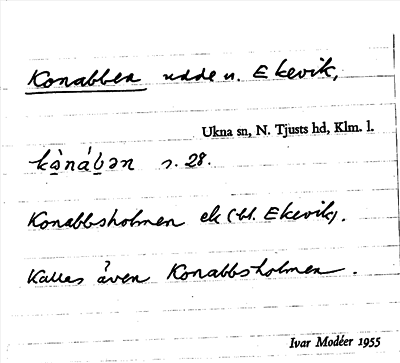 Konabben udde n. Ekevik,
Ukna sn, N. Tjusts hd, Klm. l.
kònábən s. 28.
Konabbsholmen ek (bl. Ekevik).
Kallas även Konabbsholmen.
Ivar Modéer 1955